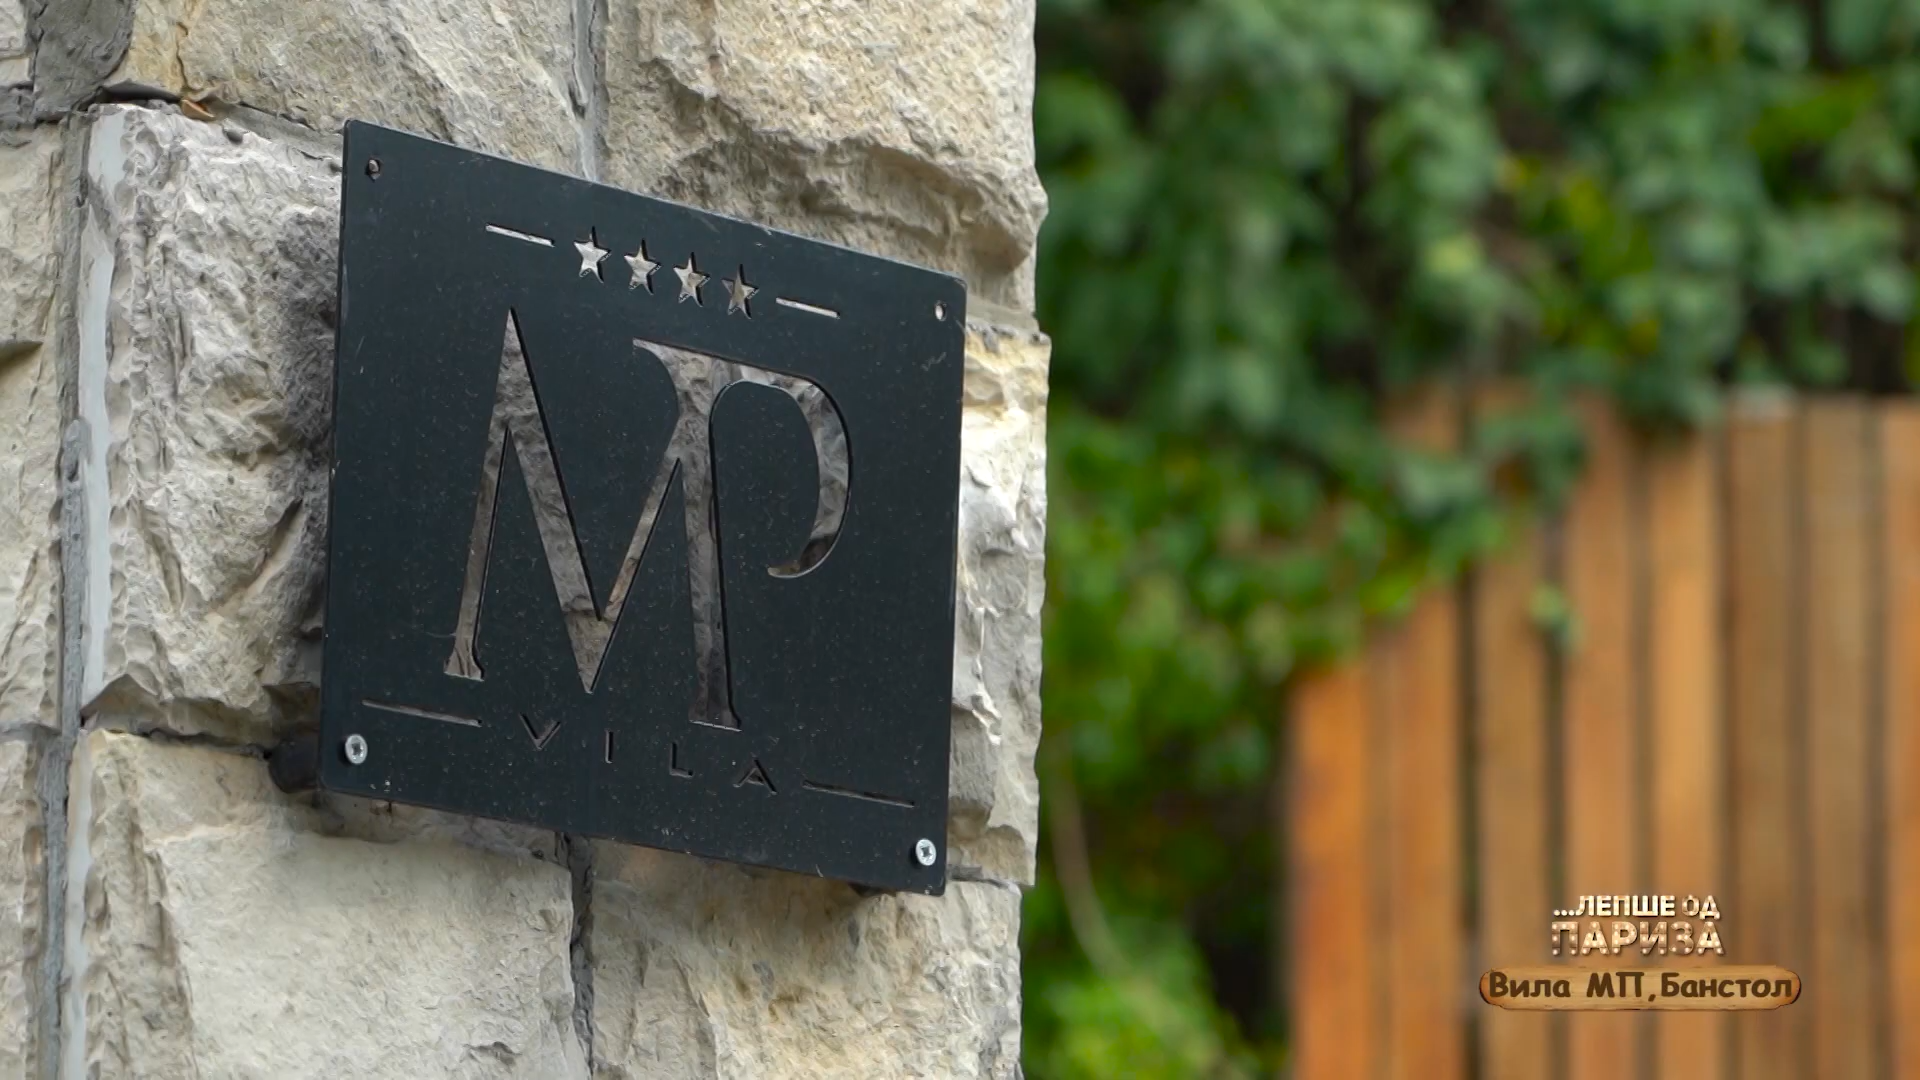 MP
VILA
...ЛЕПШЕ ОД
ПАРИЗА
Вила МП, Банстол